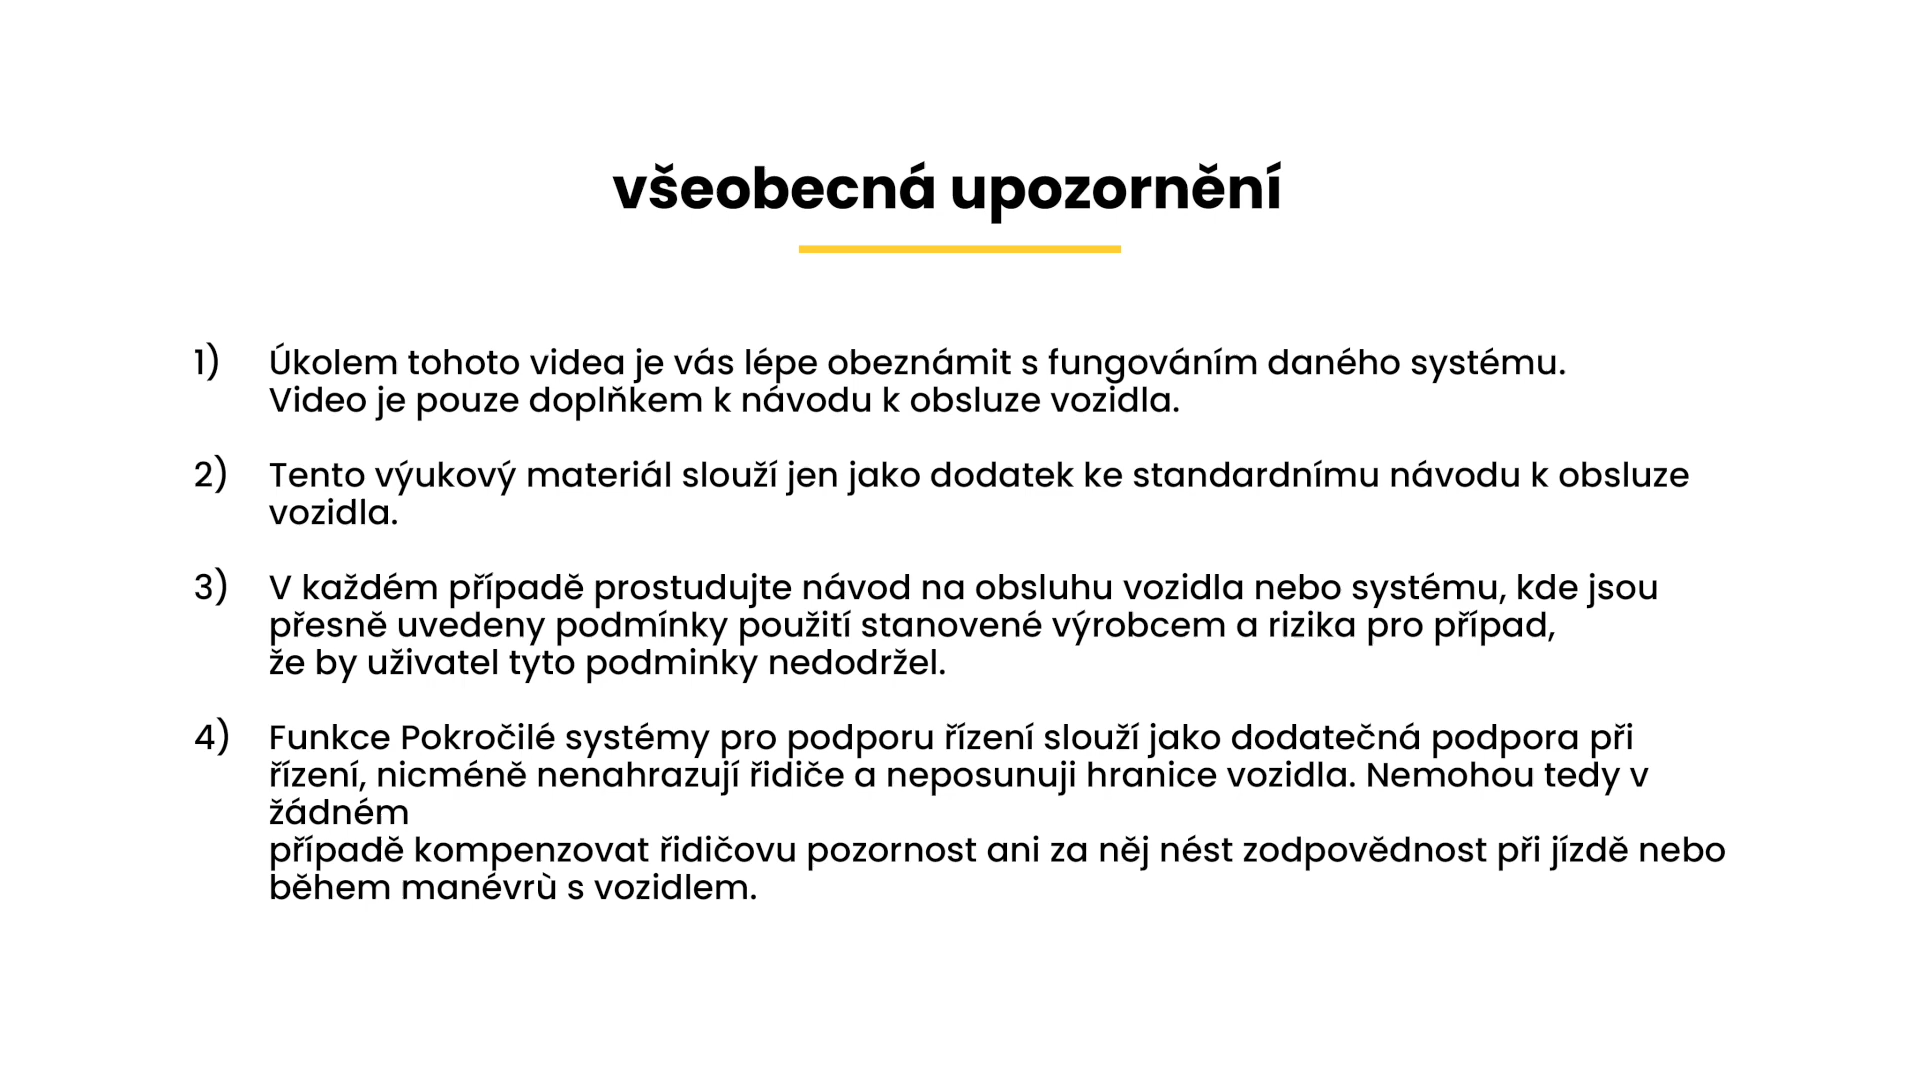 všeobecná upozornění
1) Úkolem tohoto videa je vás lépe obeznámit s fungováním daného systému.
Video je pouze doplňkem k návodu k obsluze vozidla.
2) Tento výukový materiál slouží jen jako dodatek ke standardnímu návodu k obsluze
vozidla.
3) V každém případě prostudujte návod na obsluhu vozidla nebo systému, kde jsou
přesně uvedeny podmínky použití stanovené výrobcem a rizika pro případ,
že by uživatel tyto podminky nedodržel.
4) Funkce Pokročilé systémy pro podporu řízení slouží jako dodatečná podpora při
řízení, nicméně nenahrazují řidiče a neposunuji hranice vozidla. Nemohou tedy v
žádném
případě kompenzovat řidičovu pozornost ani za něj nést zodpovědnost při jízdě nebo
během manévrù s vozidlem.